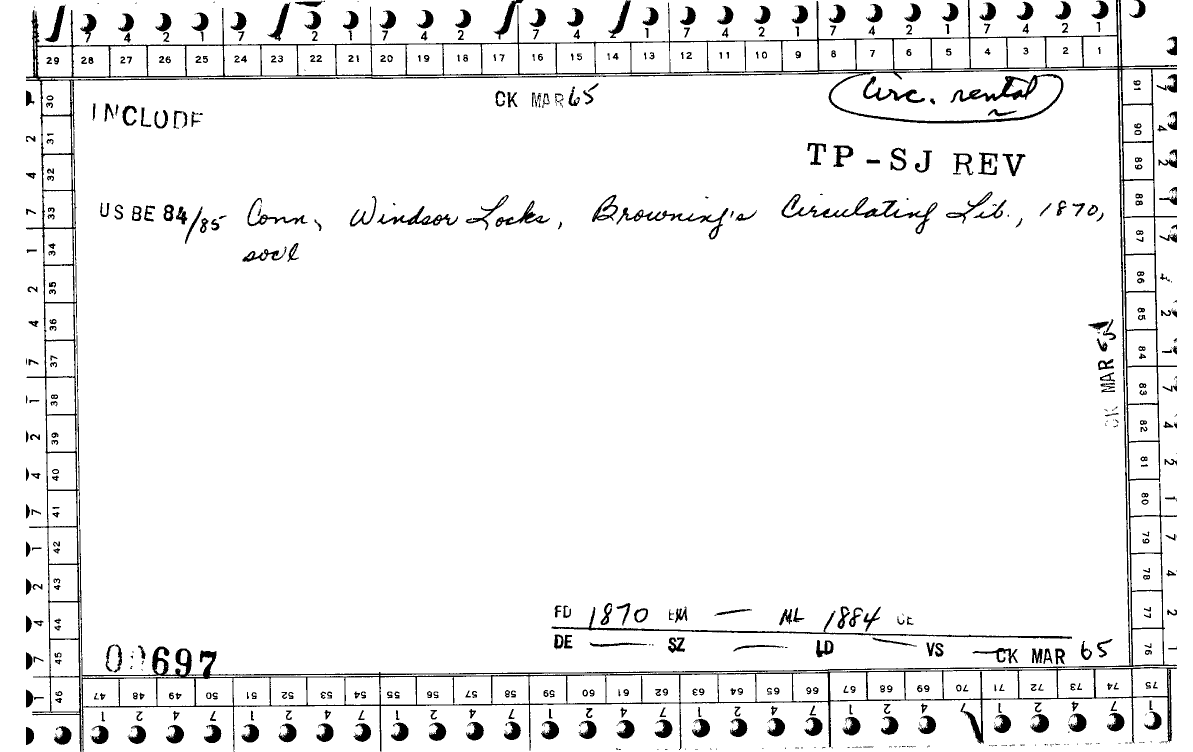 7 4 2 1 7 4 2 1 7 4 2 1 7 4 2 1 7 4 2 1 7 4 2 1 7 4 2 1
29 28 27 26 25 24 23 22 21 20 19 18 17 16 15 14 13 12 11 10 9 8 7 6 5 4 3 2 1
CK MAR 65
Circ. rental
INCLUDE
TP-SJ REV
US BE 84/85 Conn, Windsor Locks, Browning's Circulating Lib., 1870,
soc'l
30 31 32 33 34 35 36 37 38 39 40 41 42 43 44 45 46
91 90 89 88 87 86 85 84 83 82 81 80 79 78 77 76 75
CK MAR 65
FD 1870 EM — ML 1884 CE
DE — SZ — LD — VS — CK MAR 65
00697
47 48 49 50 51 52 53 54 55 56 57 58 59 60 61 62 63 64 65 66 67 68 69 70 71 72 73 74 75
1 2 4 7 1 2 4 7 1 2 4 7 1 2 4 7 1 2 4 7 1 2 4 7 1 2 4 7 1